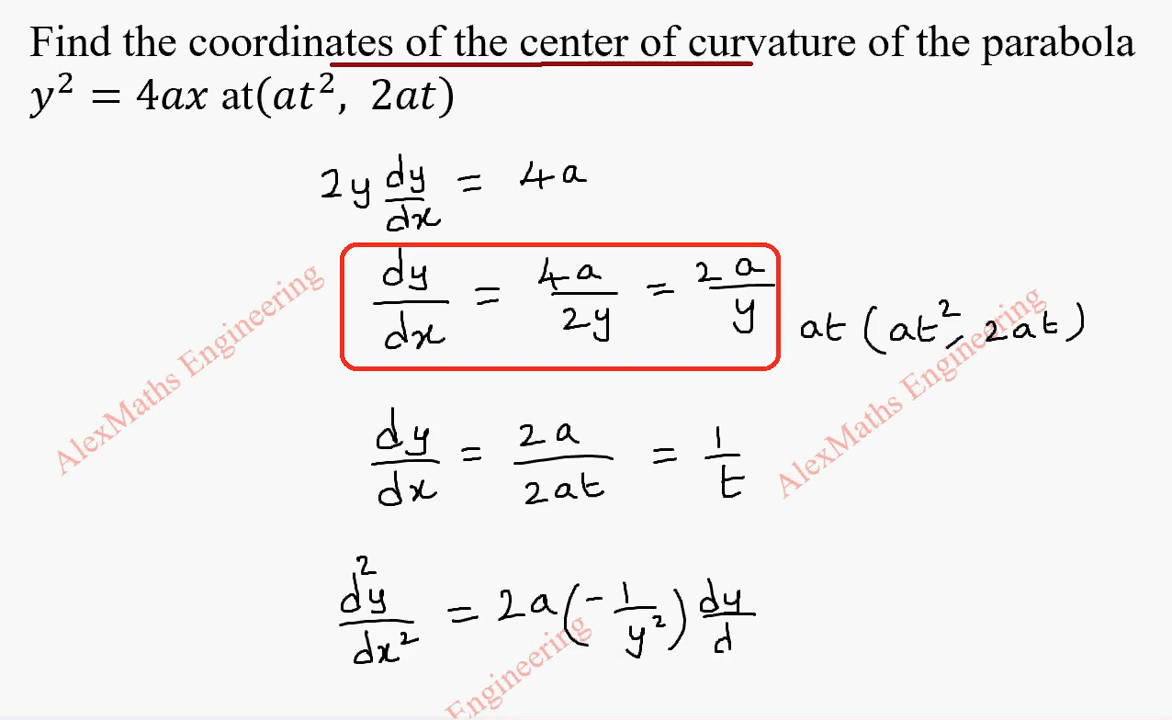 Find the coordinates of the center of curvature of the parabola
y² = 4ax at(at², 2at)
2y dy/dx = 4a
dy/dx = 4a/2y = 2a/y at (at², 2at)
dy/dx = 2a/2at = 1/t
d²y/dx² = 2a(-1/y²) dy/d
AlexMaths Engineering
AlexMaths Engineering
Engineering